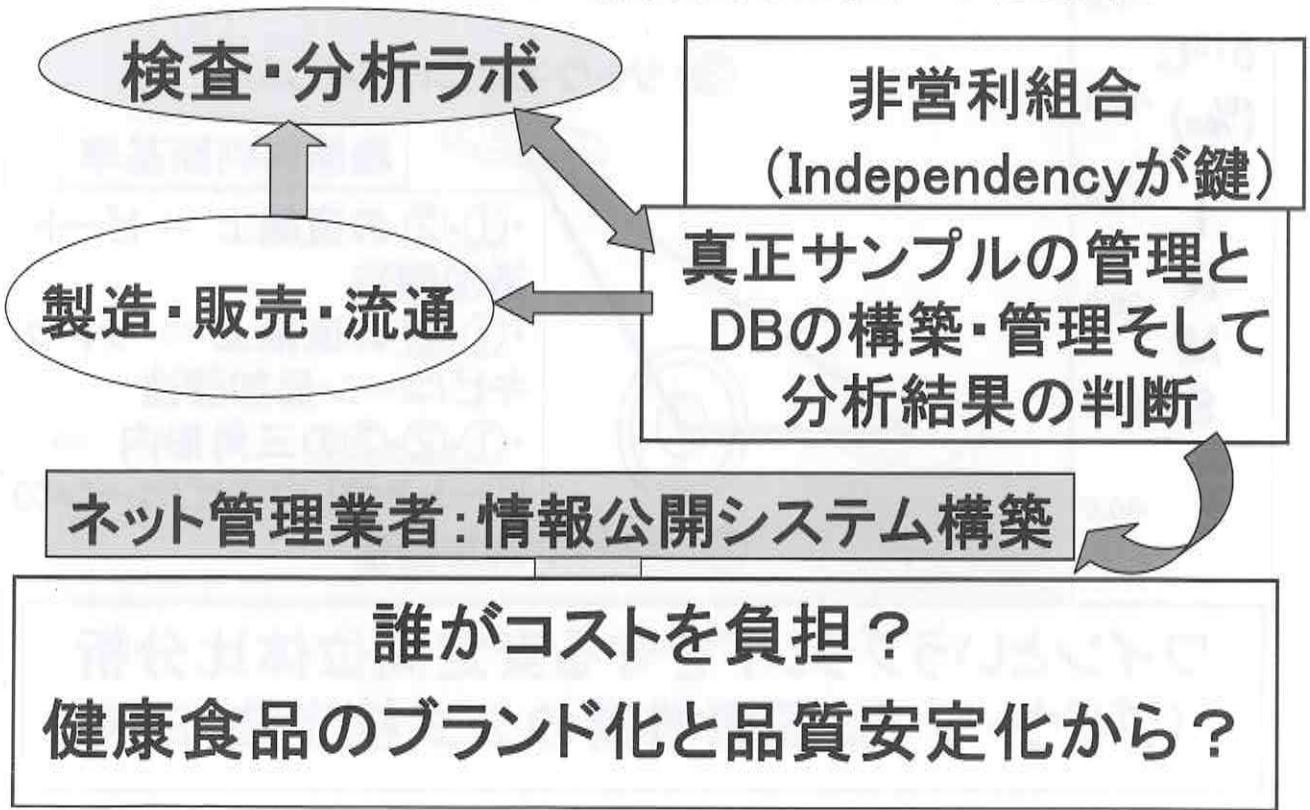 検査・分析ラボ
非営利組合
（Independencyが鍵）
製造・販売・流通
真正サンプルの管理と
DBの構築・管理そして
分析結果の判断
ネット管理業者：情報公開システム構築
誰がコストを負担？
健康食品のブランド化と品質安定化から？